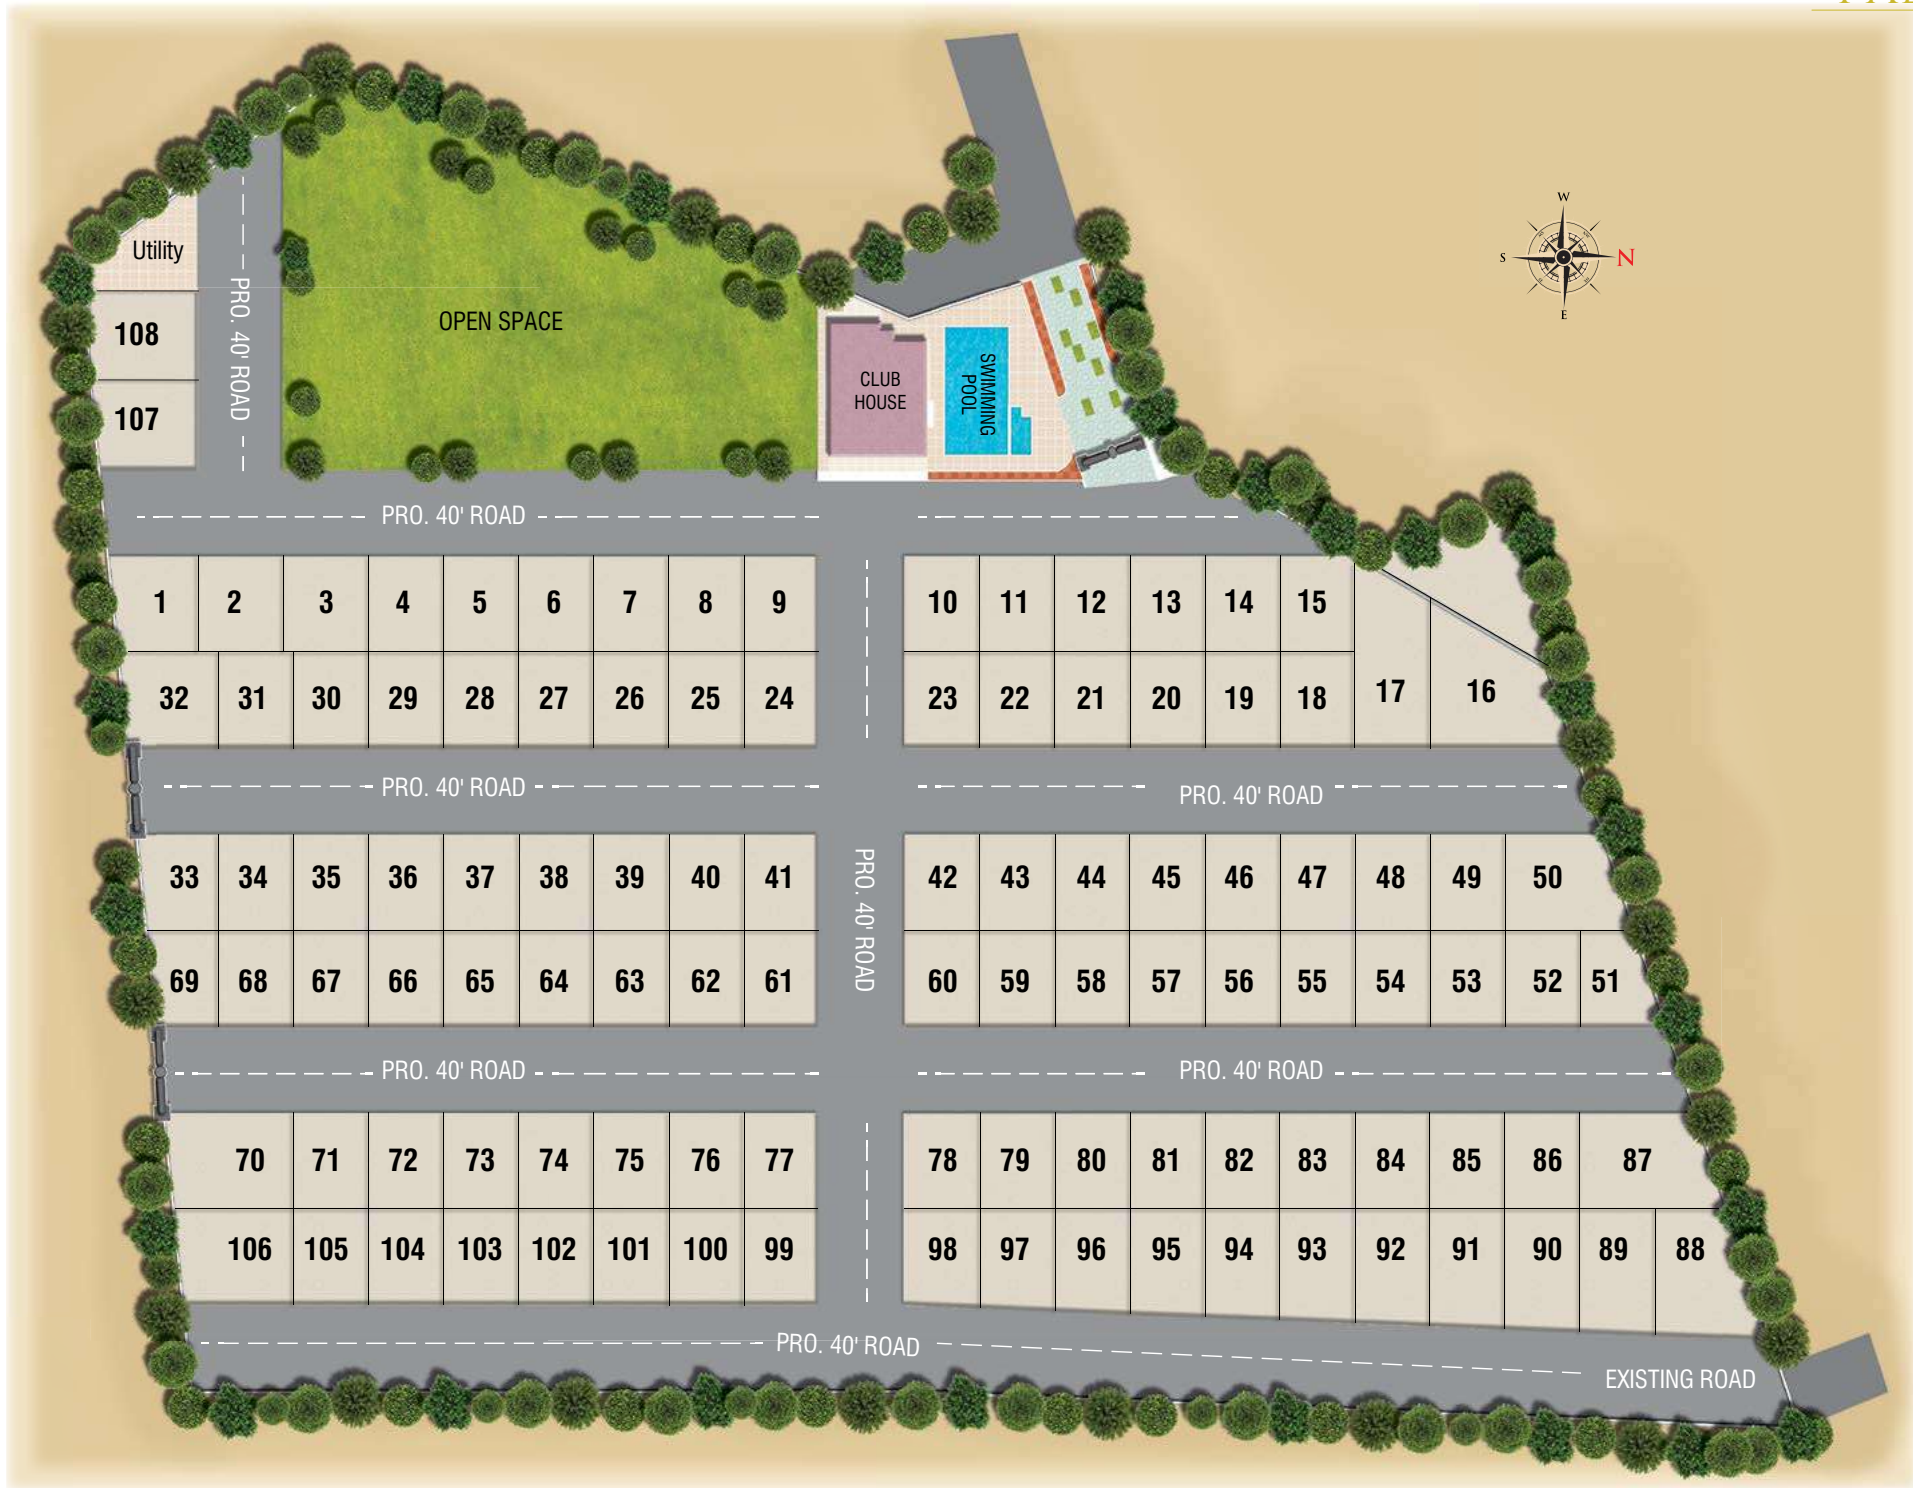 W
S
N
E
Utility
108
107
PRO. 40' ROAD
OPEN SPACE
CLUB
HOUSE
SWIMMING
POOL
PRO. 40' ROAD
1 2 3 4 5 6 7 8 9 10 11 12 13 14 15
32 31 30 29 28 27 26 25 24 23 22 21 20 19 18 17 16
PRO. 40' ROAD PRO. 40' ROAD
33 34 35 36 37 38 39 40 41 42 43 44 45 46 47 48 49 50
PRO. 40' ROAD
69 68 67 66 65 64 63 62 61 60 59 58 57 56 55 54 53 52 51
PRO. 40' ROAD PRO. 40' ROAD
70 71 72 73 74 75 76 77 78 79 80 81 82 83 84 85 86 87
106 105 104 103 102 101 100 99 98 97 96 95 94 93 92 91 90 89 88
PRO. 40' ROAD
EXISTING ROAD